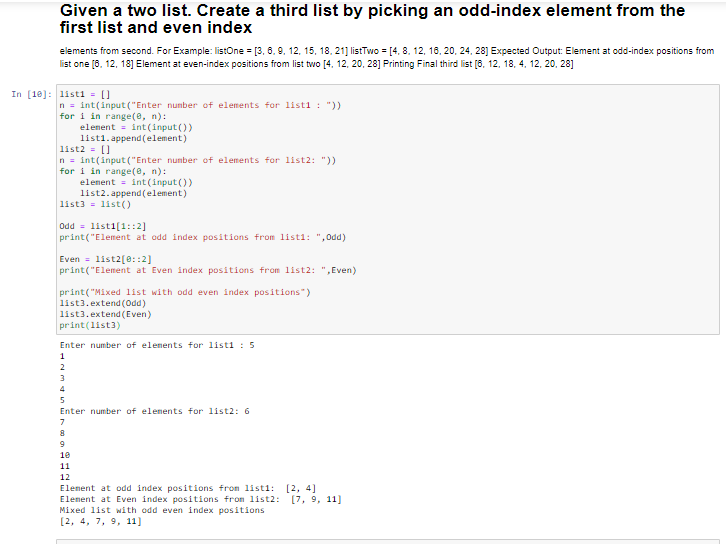 Given a two list. Create a third list by picking an odd-index element from the
first list and even index
elements from second. For Example: listOne = [3, 6, 9, 12, 15, 18, 21] listTwo = [4, 8, 12, 16, 20, 24, 28] Expected Output: Element at odd-index positions from
list one [6, 12, 18] Element at even-index positions from list two [4, 12, 20, 28] Printing Final third list [6, 12, 18, 4, 12, 20, 28]
In [10]: list1 = []
n = int(input("Enter number of elements for list1 : "))
for i in range(0, n):
    element = int(input())
    list1.append(element)
list2 = []
n = int(input("Enter number of elements for list2: "))
for i in range(0, n):
    element = int(input())
    list2.append(element)
list3 = list()
Odd = list1[1::2]
print("Element at odd index positions from list1: ",Odd)
Even = list2[0::2]
print("Element at Even index positions from list2: ",Even)
print("Mixed list with odd even index positions")
list3.extend(Odd)
list3.extend(Even)
print(list3)
Enter number of elements for list1 : 5
1
2
3
4
5
Enter number of elements for list2: 6
7
8
9
10
11
12
Element at odd index positions from list1:  [2, 4]
Element at Even index positions from list2:  [7, 9, 11]
Mixed list with odd even index positions
[2, 4, 7, 9, 11]